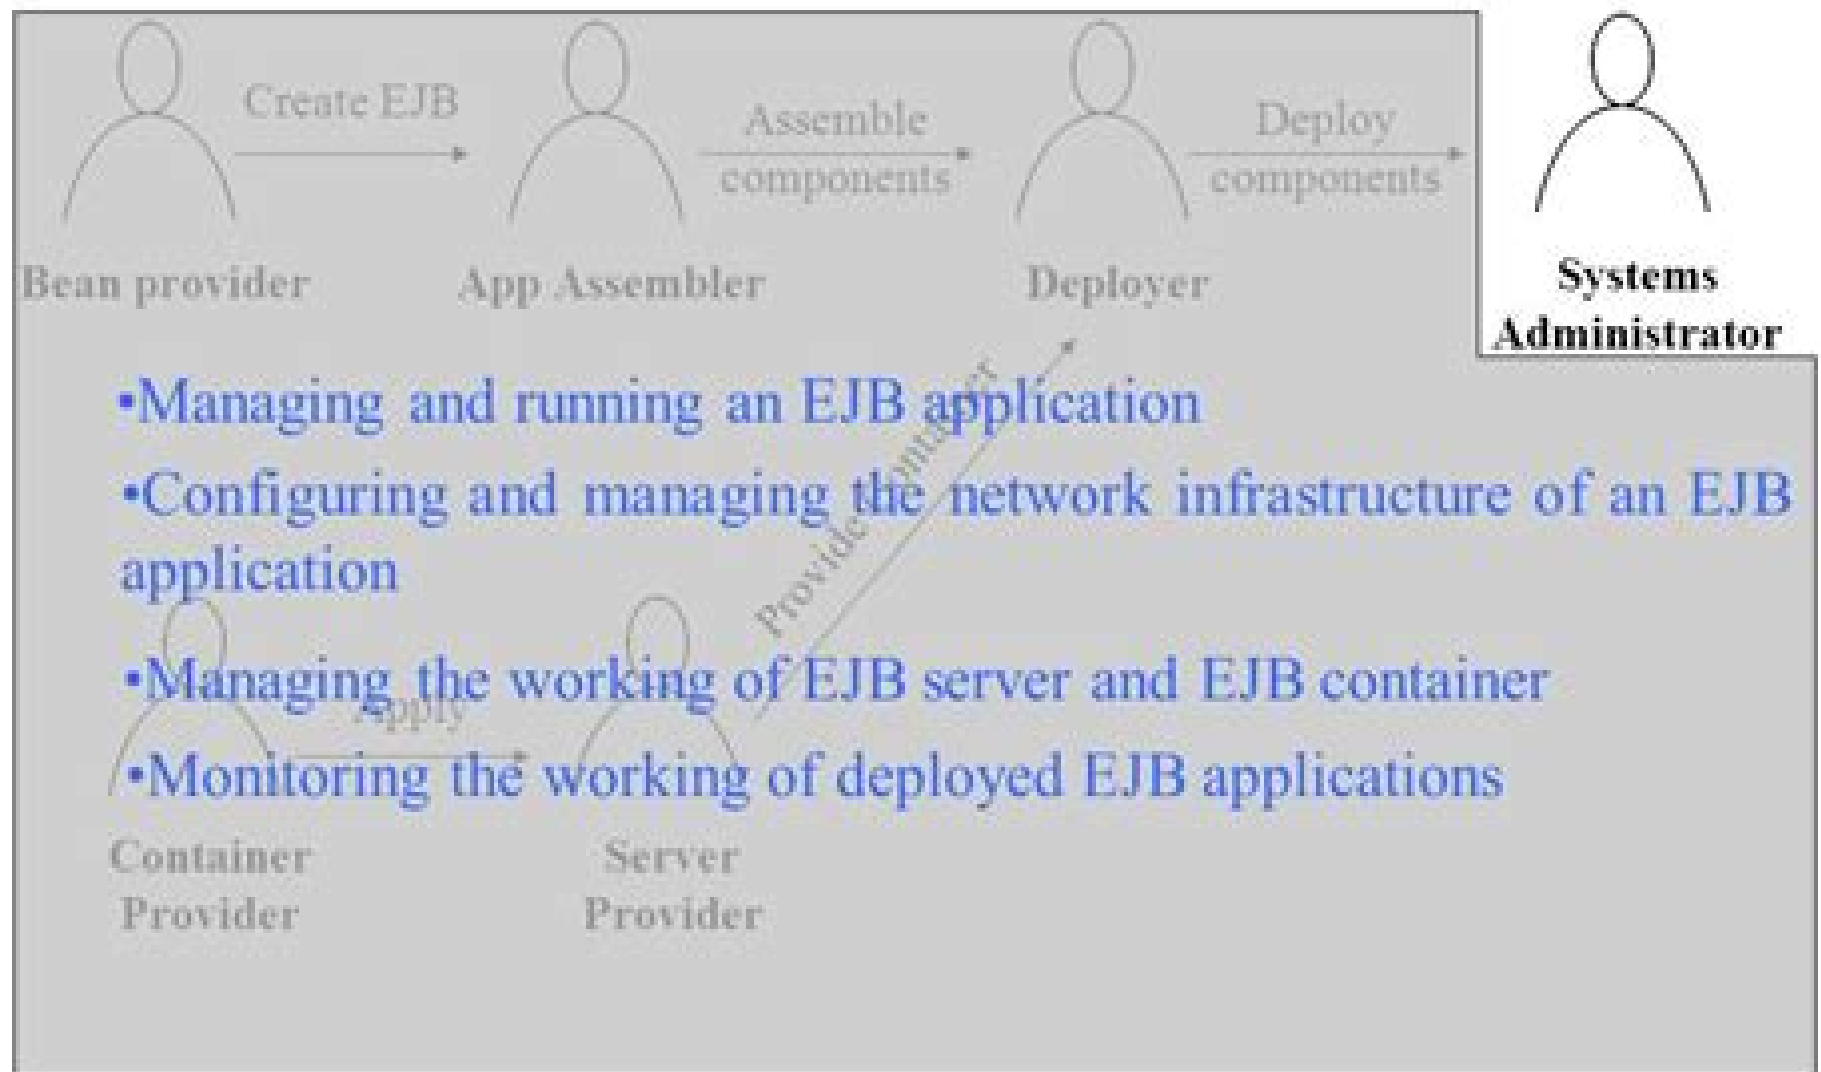 Create EJB
Assemble
components
Deploy
components
Bean provider
App Assembler
Deployer
Systems
Administrator
•Managing and running an EJB application
•Configuring and managing the network infrastructure of an EJB
application
•Managing the working of EJB server and EJB container
•Monitoring the working of deployed EJB applications
Apply
Container
Provider
Server
Provider